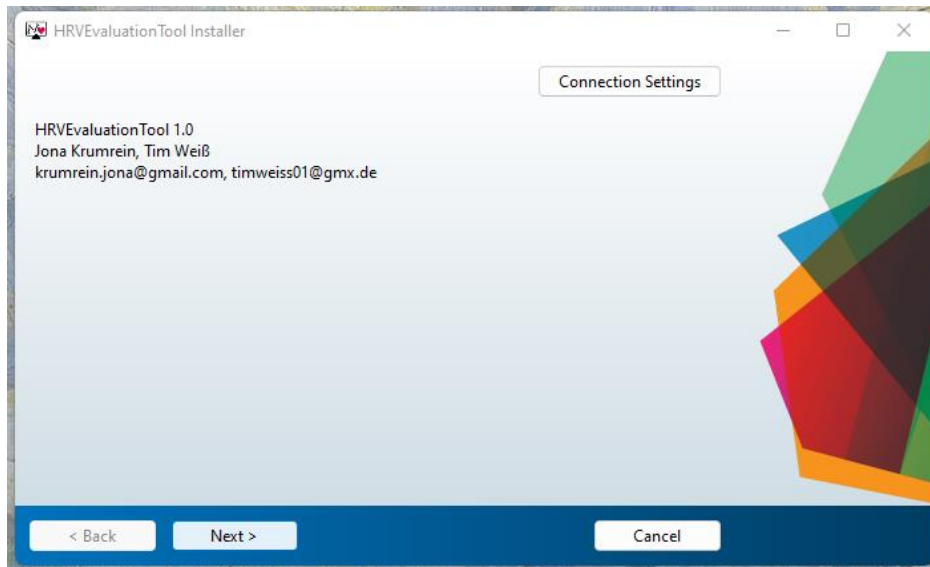 HRVEvaluationTool Installer
Connection Settings
HRVEvaluationTool 1.0
Jona Krumrein, Tim Weiß
krumrein.jona@gmail.com, timweiss01@gmx.de
< Back
Next >
Cancel